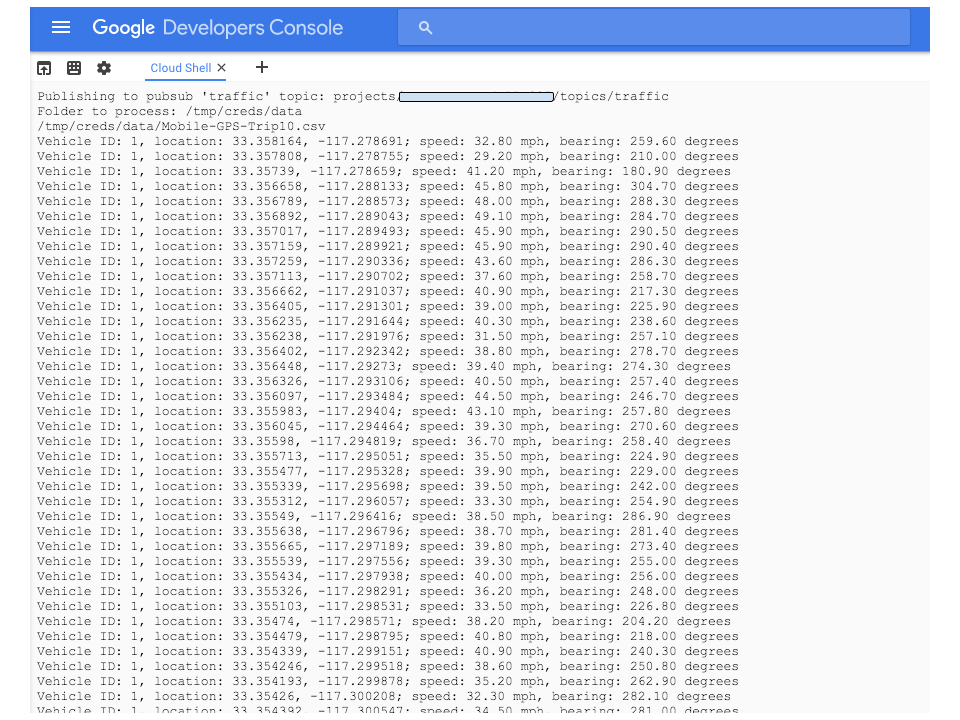 Google Developers Console
Cloud Shell × +
Publishing to pubsub 'traffic' topic: projects/ /topics/traffic
Folder to process: /tmp/creds/data
/tmp/creds/data/Mobile-GPS-Trip10.csv
Vehicle ID: 1, location: 33.358164, -117.278691; speed: 32.80 mph, bearing: 259.60 degrees
Vehicle ID: 1, location: 33.357808, -117.278755; speed: 29.20 mph, bearing: 210.00 degrees
Vehicle ID: 1, location: 33.35739, -117.278659; speed: 41.20 mph, bearing: 180.90 degrees
Vehicle ID: 1, location: 33.356658, -117.288133; speed: 45.80 mph, bearing: 304.70 degrees
Vehicle ID: 1, location: 33.356789, -117.288573; speed: 48.00 mph, bearing: 288.30 degrees
Vehicle ID: 1, location: 33.356892, -117.289043; speed: 49.10 mph, bearing: 284.70 degrees
Vehicle ID: 1, location: 33.357017, -117.289493; speed: 45.90 mph, bearing: 290.50 degrees
Vehicle ID: 1, location: 33.357159, -117.289921; speed: 45.90 mph, bearing: 290.40 degrees
Vehicle ID: 1, location: 33.357259, -117.290336; speed: 43.60 mph, bearing: 286.30 degrees
Vehicle ID: 1, location: 33.357113, -117.290702; speed: 37.60 mph, bearing: 258.70 degrees
Vehicle ID: 1, location: 33.356662, -117.291037; speed: 40.90 mph, bearing: 217.30 degrees
Vehicle ID: 1, location: 33.356405, -117.291301; speed: 39.00 mph, bearing: 225.90 degrees
Vehicle ID: 1, location: 33.356235, -117.291644; speed: 40.30 mph, bearing: 238.60 degrees
Vehicle ID: 1, location: 33.356238, -117.291976; speed: 31.50 mph, bearing: 257.10 degrees
Vehicle ID: 1, location: 33.356402, -117.292342; speed: 38.80 mph, bearing: 278.70 degrees
Vehicle ID: 1, location: 33.356448, -117.29273; speed: 39.40 mph, bearing: 274.30 degrees
Vehicle ID: 1, location: 33.356326, -117.293106; speed: 40.50 mph, bearing: 257.40 degrees
Vehicle ID: 1, location: 33.356097, -117.293484; speed: 44.50 mph, bearing: 246.70 degrees
Vehicle ID: 1, location: 33.355983, -117.29404; speed: 43.10 mph, bearing: 257.80 degrees
Vehicle ID: 1, location: 33.356045, -117.294464; speed: 39.30 mph, bearing: 270.60 degrees
Vehicle ID: 1, location: 33.35598, -117.294819; speed: 36.70 mph, bearing: 258.40 degrees
Vehicle ID: 1, location: 33.355713, -117.295051; speed: 35.50 mph, bearing: 224.90 degrees
Vehicle ID: 1, location: 33.355477, -117.295328; speed: 39.90 mph, bearing: 229.00 degrees
Vehicle ID: 1, location: 33.355339, -117.295698; speed: 39.50 mph, bearing: 242.00 degrees
Vehicle ID: 1, location: 33.355312, -117.296057; speed: 33.30 mph, bearing: 254.90 degrees
Vehicle ID: 1, location: 33.35549, -117.296416; speed: 38.50 mph, bearing: 286.90 degrees
Vehicle ID: 1, location: 33.355638, -117.296796; speed: 38.70 mph, bearing: 281.40 degrees
Vehicle ID: 1, location: 33.355665, -117.297189; speed: 39.80 mph, bearing: 273.40 degrees
Vehicle ID: 1, location: 33.355539, -117.297556; speed: 39.30 mph, bearing: 255.00 degrees
Vehicle ID: 1, location: 33.355434, -117.297938; speed: 40.00 mph, bearing: 256.00 degrees
Vehicle ID: 1, location: 33.355326, -117.298291; speed: 36.20 mph, bearing: 248.00 degrees
Vehicle ID: 1, location: 33.355103, -117.298531; speed: 33.50 mph, bearing: 226.80 degrees
Vehicle ID: 1, location: 33.35474, -117.298571; speed: 38.20 mph, bearing: 204.20 degrees
Vehicle ID: 1, location: 33.354479, -117.298795; speed: 40.80 mph, bearing: 218.00 degrees
Vehicle ID: 1, location: 33.354339, -117.299151; speed: 40.90 mph, bearing: 240.30 degrees
Vehicle ID: 1, location: 33.354246, -117.299518; speed: 38.60 mph, bearing: 250.80 degrees
Vehicle ID: 1, location: 33.354193, -117.299878; speed: 35.20 mph, bearing: 262.90 degrees
Vehicle ID: 1, location: 33.35426, -117.300208; speed: 32.30 mph, bearing: 282.10 degrees
Vehicle ID: 1, location: 33.354392, -117.300547; speed: 34.50 mph, bearing: 281.00 degrees